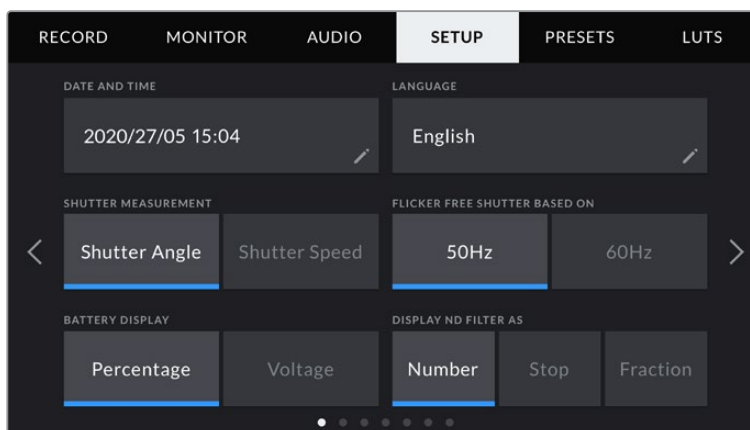 RECORD MONITOR AUDIO SETUP PRESETS LUTS
DATE AND TIME LANGUAGE
2020/27/05 15:04 English
SHUTTER MEASUREMENT FLICKER FREE SHUTTER BASED ON
Shutter Angle Shutter Speed 50Hz 60Hz
BATTERY DISPLAY DISPLAY ND FILTER AS
Percentage Voltage Number Stop Fraction